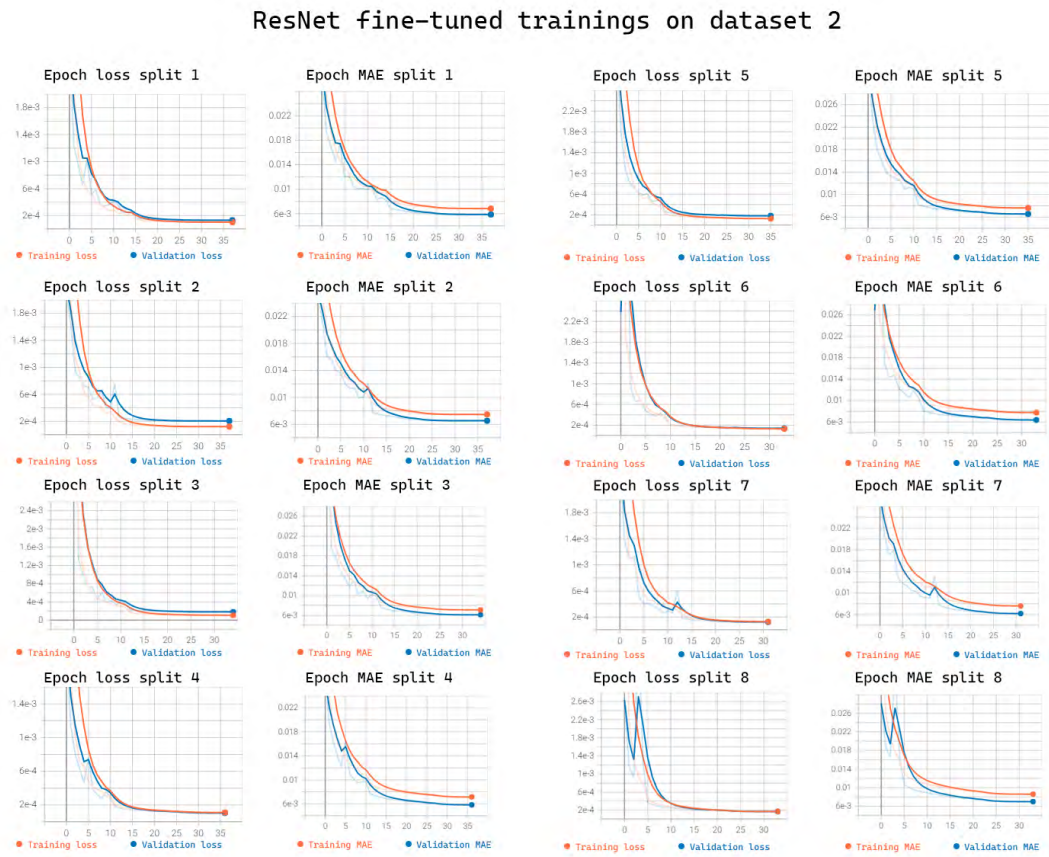 ResNet fine-tuned trainings on dataset 2
Epoch loss split 1
1.8e-3
1.4e-3
1e-3
6e-4
2e-4
0 5 10 15 20 25 30 35
Training loss Validation loss
Epoch MAE split 1
0.022
0.018
0.014
0.01
6e-3
0 5 10 15 20 25 30 35
Training MAE Validation MAE
Epoch loss split 5
2.2e-3
1.8e-3
1.4e-3
1e-3
6e-4
2e-4
0 5 10 15 20 25 30 35
Training loss Validation loss
Epoch MAE split 5
0.026
0.022
0.018
0.014
0.01
6e-3
0 5 10 15 20 25 30 35
Training MAE Validation MAE
Epoch loss split 2
1.8e-3
1.4e-3
1e-3
6e-4
2e-4
0 5 10 15 20 25 30 35
Training loss Validation loss
Epoch MAE split 2
0.022
0.018
0.014
0.01
6e-3
0 5 10 15 20 25 30 35
Training MAE Validation MAE
Epoch loss split 6
2.2e-3
1.8e-3
1.4e-3
1e-3
6e-4
2e-4
0 5 10 15 20 25 30
Training loss Validation loss
Epoch MAE split 6
0.026
0.022
0.018
0.014
0.01
6e-3
0 5 10 15 20 25 30
Training MAE Validation MAE
Epoch loss split 3
2.4e-3
2e-3
1.6e-3
1.2e-3
8e-4
4e-4
0
0 5 10 15 20 25 30
Training loss Validation loss
Epoch MAE split 3
0.026
0.022
0.018
0.014
0.01
6e-3
0 5 10 15 20 25 30
Training MAE Validation MAE
Epoch loss split 7
1.8e-3
1.4e-3
1e-3
6e-4
2e-4
0 5 10 15 20 25 30
Training loss Validation loss
Epoch MAE split 7
0.022
0.018
0.014
0.01
6e-3
0 5 10 15 20 25 30
Training MAE Validation MAE
Epoch loss split 4
1.4e-3
1e-3
6e-4
2e-4
0 5 10 15 20 25 30 35
Training loss Validation loss
Epoch MAE split 4
0.022
0.018
0.014
0.01
6e-3
0 5 10 15 20 25 30 35
Training MAE Validation MAE
Epoch loss split 8
2.6e-3
2.2e-3
1.8e-3
1.4e-3
1e-3
6e-4
2e-4
0 5 10 15 20 25 30
Training loss Validation loss
Epoch MAE split 8
0.026
0.022
0.018
0.014
0.01
6e-3
0 5 10 15 20 25 30
Training MAE Validation MAE